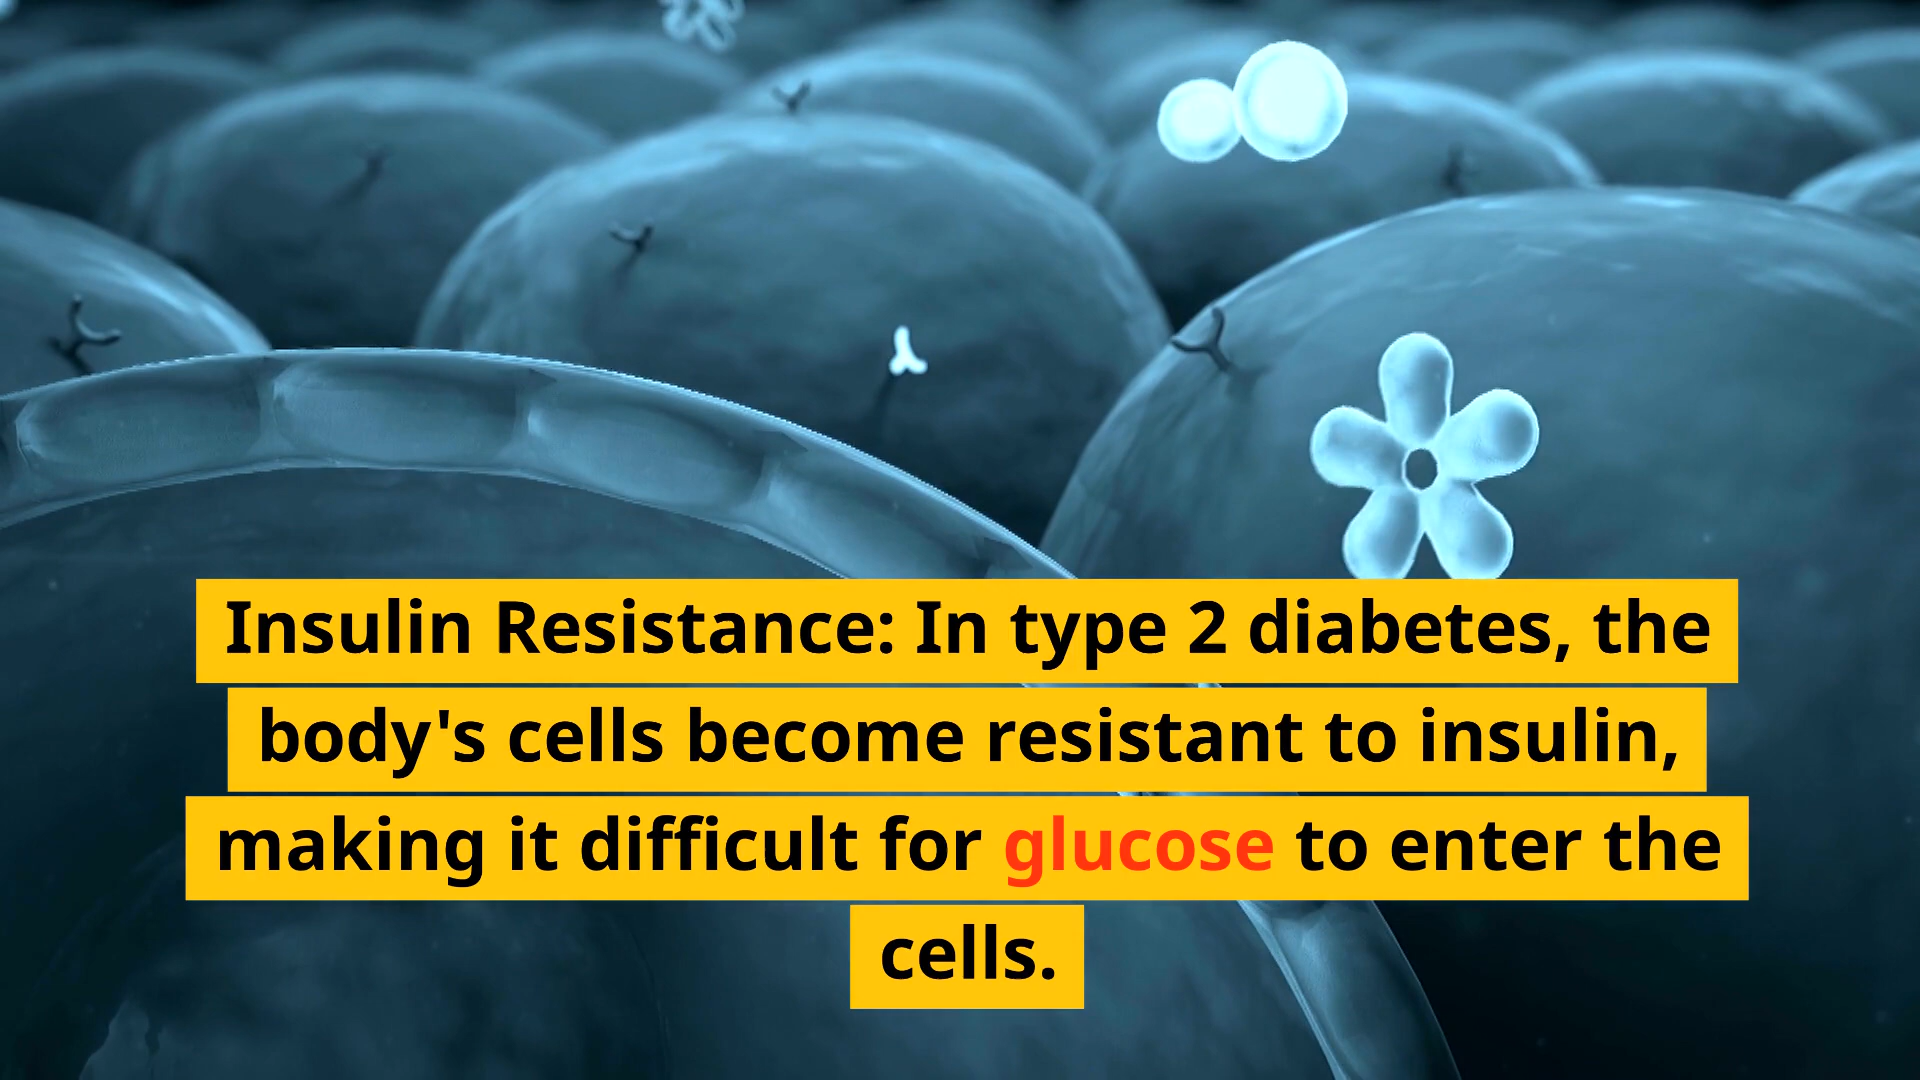 Insulin Resistance: In type 2 diabetes, the
body's cells become resistant to insulin,
making it difficult for glucose to enter the
cells.